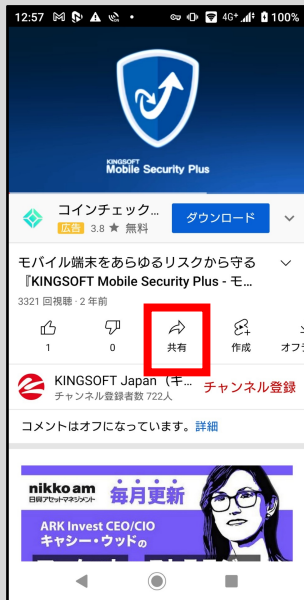 12:57
4G+
100%
KINGSOFT
Mobile Security Plus
コインチェック...
広告 3.8 ★ 無料
ダウンロード
モバイル端末をあらゆるリスクから守る
『KINGSOFT Mobile Security Plus - モ...
3321 回視聴・2 年前
1
0
共有
作成
オフラ
KINGSOFT Japan（キ...
チャンネル登録者数 722人
チャンネル登録
コメントはオフになっています。詳細
nikko am
日興アセットマネジメント
毎月更新
ARK Invest CEO/CIO
キャシー・ウッドの